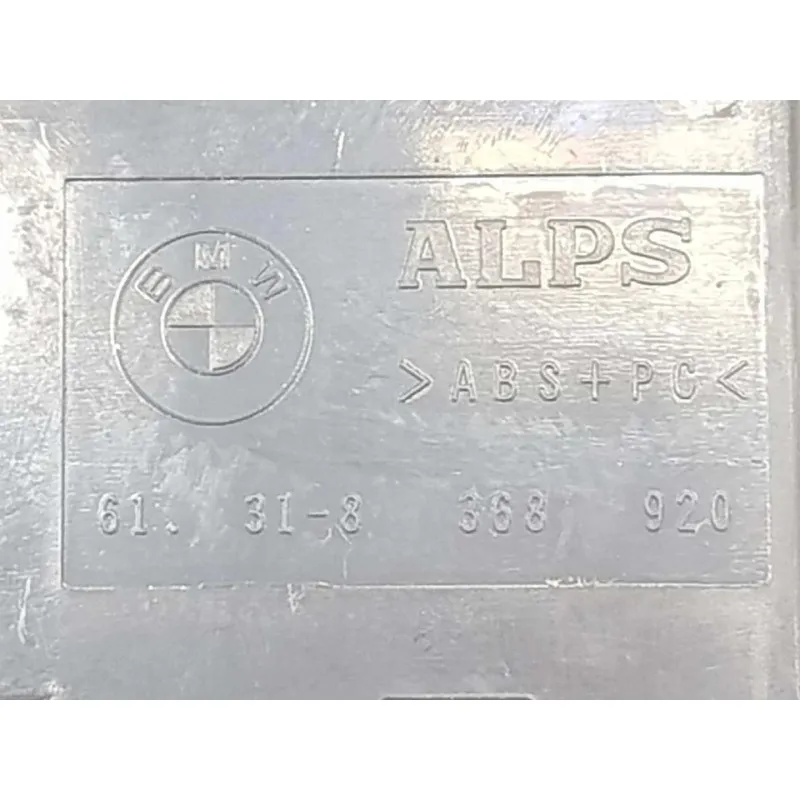 BMW
ALPS
>ABS+PC<
61. 31-8 368 920